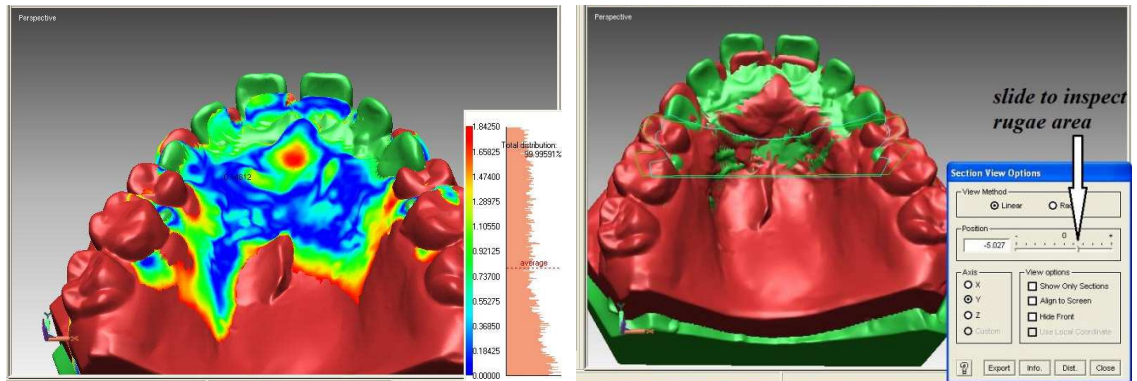 Perspective
1.84250
Total distribution:
99.99591%
1.65825
1.47400
1.28975
1.10550
0.92125
average
0.73700
0.55275
0.36850
0.18425
0.00000
Perspective
slide to inspect
rugae area
Section View Options
View Method
Linear
Position
- 0 +
-5.027
Axis
X
Y
Z
Custom
View options
Show Only Sections
Align to Screen
Hide Front
Use Local Coordinate
Export Info. Dist. Close